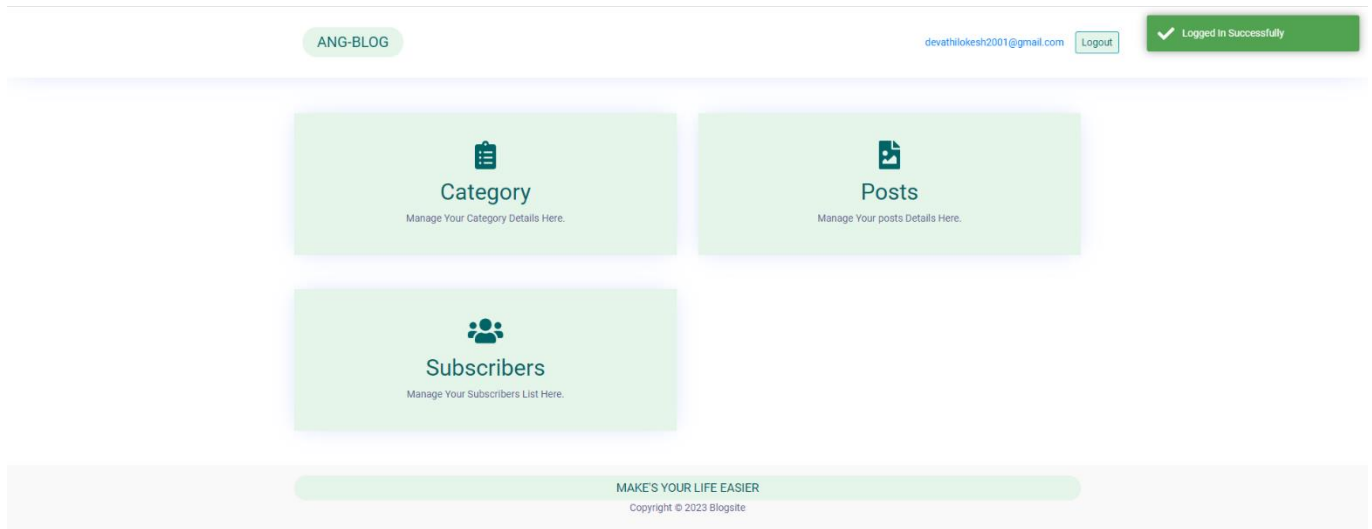 ANG-BLOG
devathilokesh2001@gmail.com
Logout
Logged In Successfully
Category
Manage Your Category Details Here.
Posts
Manage Your posts Details Here.
Subscribers
Manage Your Subscribers List Here.
MAKE'S YOUR LIFE EASIER
Copyright © 2023 Blogsite